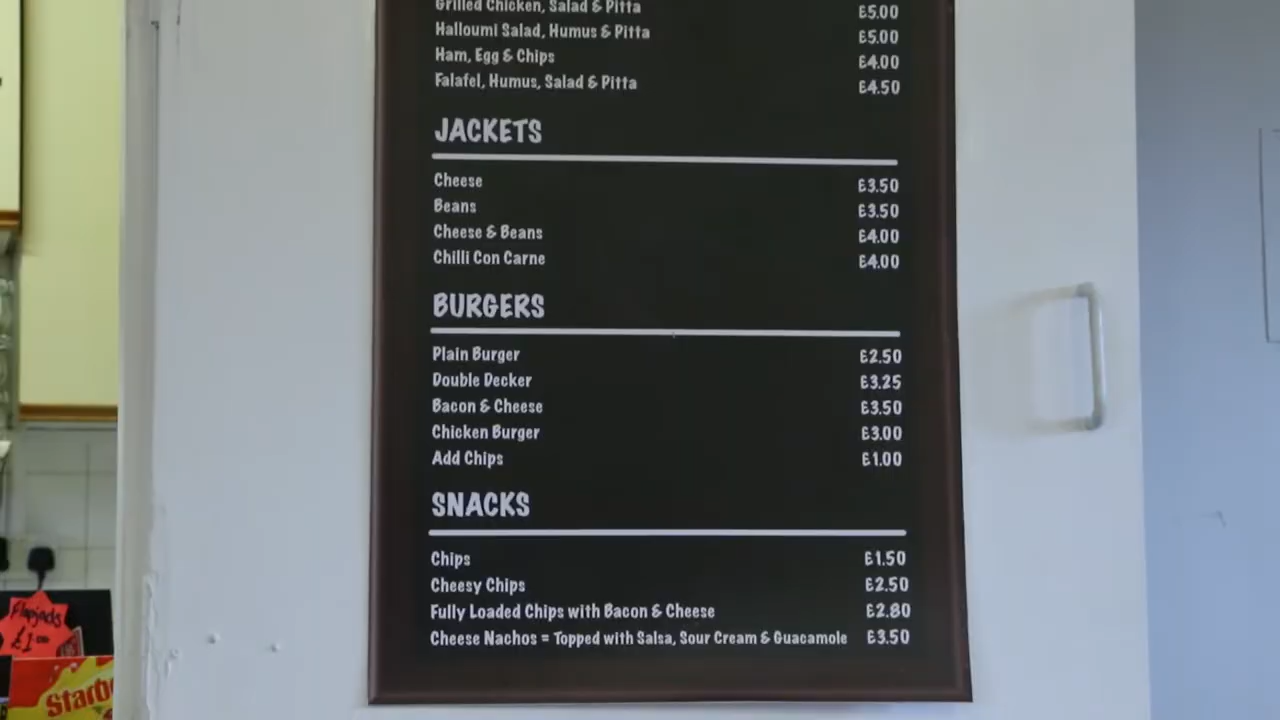 Grilled Chicken, Salad & Pitta £5.00
Halloumi Salad, Humus & Pitta £5.00
Ham, Egg & Chips £4.00
Falafel, Humus, Salad & Pitta £4.50
JACKETS
Cheese £3.50
Beans £3.50
Cheese & Beans £4.00
Chilli Con Carne £4.00
BURGERS
Plain Burger £2.50
Double Decker £3.25
Bacon & Cheese £3.50
Chicken Burger £3.00
Add Chips £1.00
SNACKS
Chips £1.50
Cheesy Chips £2.50
Fully Loaded Chips with Bacon & Cheese £2.80
Cheese Nachos = Topped with Salsa, Sour Cream & Guacamole £3.50
Flapjacks
£1.00
Starb